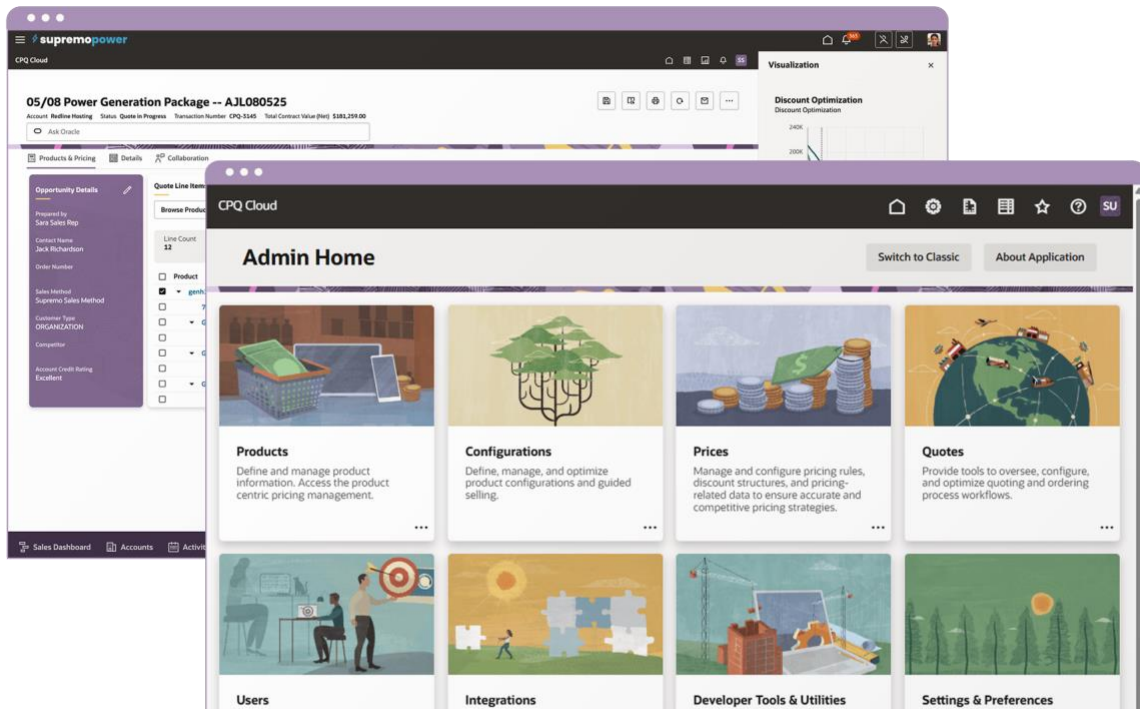 supremopower
CPQ Cloud
05/08 Power Generation Package -- AJL080525
Account Redline Hosting Status Quote in Progress Transaction Number CPQ-3145 Total Contract Value (Net) $181,259.00
Ask Oracle
Products & Pricing Details Collaboration
Opportunity Details
Prepared by
Sara Sales Rep
Contact Name
Jack Richardson
Order Number
Sales Method
Supremo Sales Method
Customer Type
ORGANIZATION
Competitor
Account Credit Rating
Excellent
Quote Line Item
Browse Produc
Line Count
12
Product
genh
Sales Dashboard Accounts Activit
Visualization
Discount Optimization
Discount Optimization
240K
200K
CPQ Cloud
SU
Admin Home
Switch to Classic
About Application
Products
Define and manage product
information. Access the product
centric pricing management.
Configurations
Define, manage, and optimize
product configurations and guided
selling.
Prices
Manage and configure pricing rules,
discount structures, and pricing-
related data to ensure accurate and
competitive pricing strategies.
Quotes
Provide tools to oversee, configure,
and optimize quoting and ordering
process workflows.
Users
Integrations
Developer Tools & Utilities
Settings & Preferences